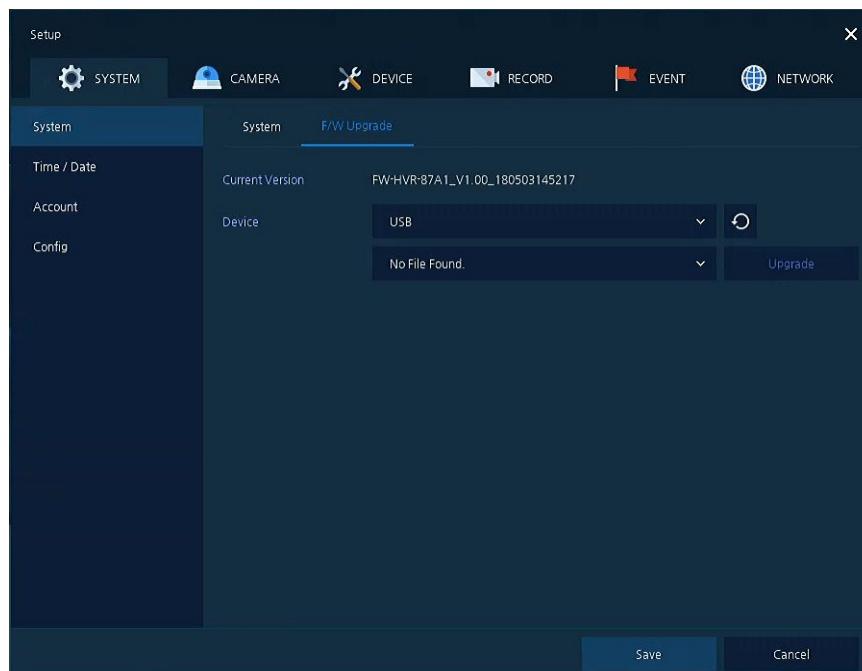 Setup
SYSTEM CAMERA DEVICE RECORD EVENT NETWORK
System
Time / Date
Account
Config
System F/W Upgrade
Current Version FW-HVR-87A1_V1.00_180503145217
Device USB
No File Found. Upgrade
Save Cancel